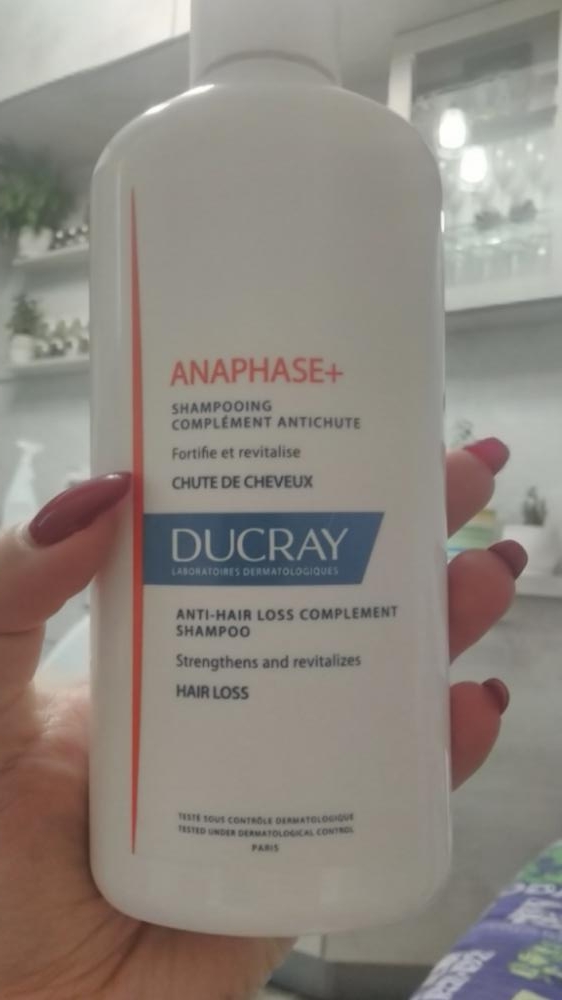 ANAPHASE+
SHAMPOOING
COMPLÉMENT ANTICHUTE
Fortifie et revitalise
CHUTE DE CHEVEUX
DUCRAY
LABORATOIRES DERMATOLOGIQUES
ANTI-HAIR LOSS COMPLEMENT
SHAMPOO
Strengthens and revitalizes
HAIR LOSS
TESTÉ SOUS CONTRÔLE DERMATOLOGIQUE
TESTED UNDER DERMATOLOGICAL CONTROL
PARIS